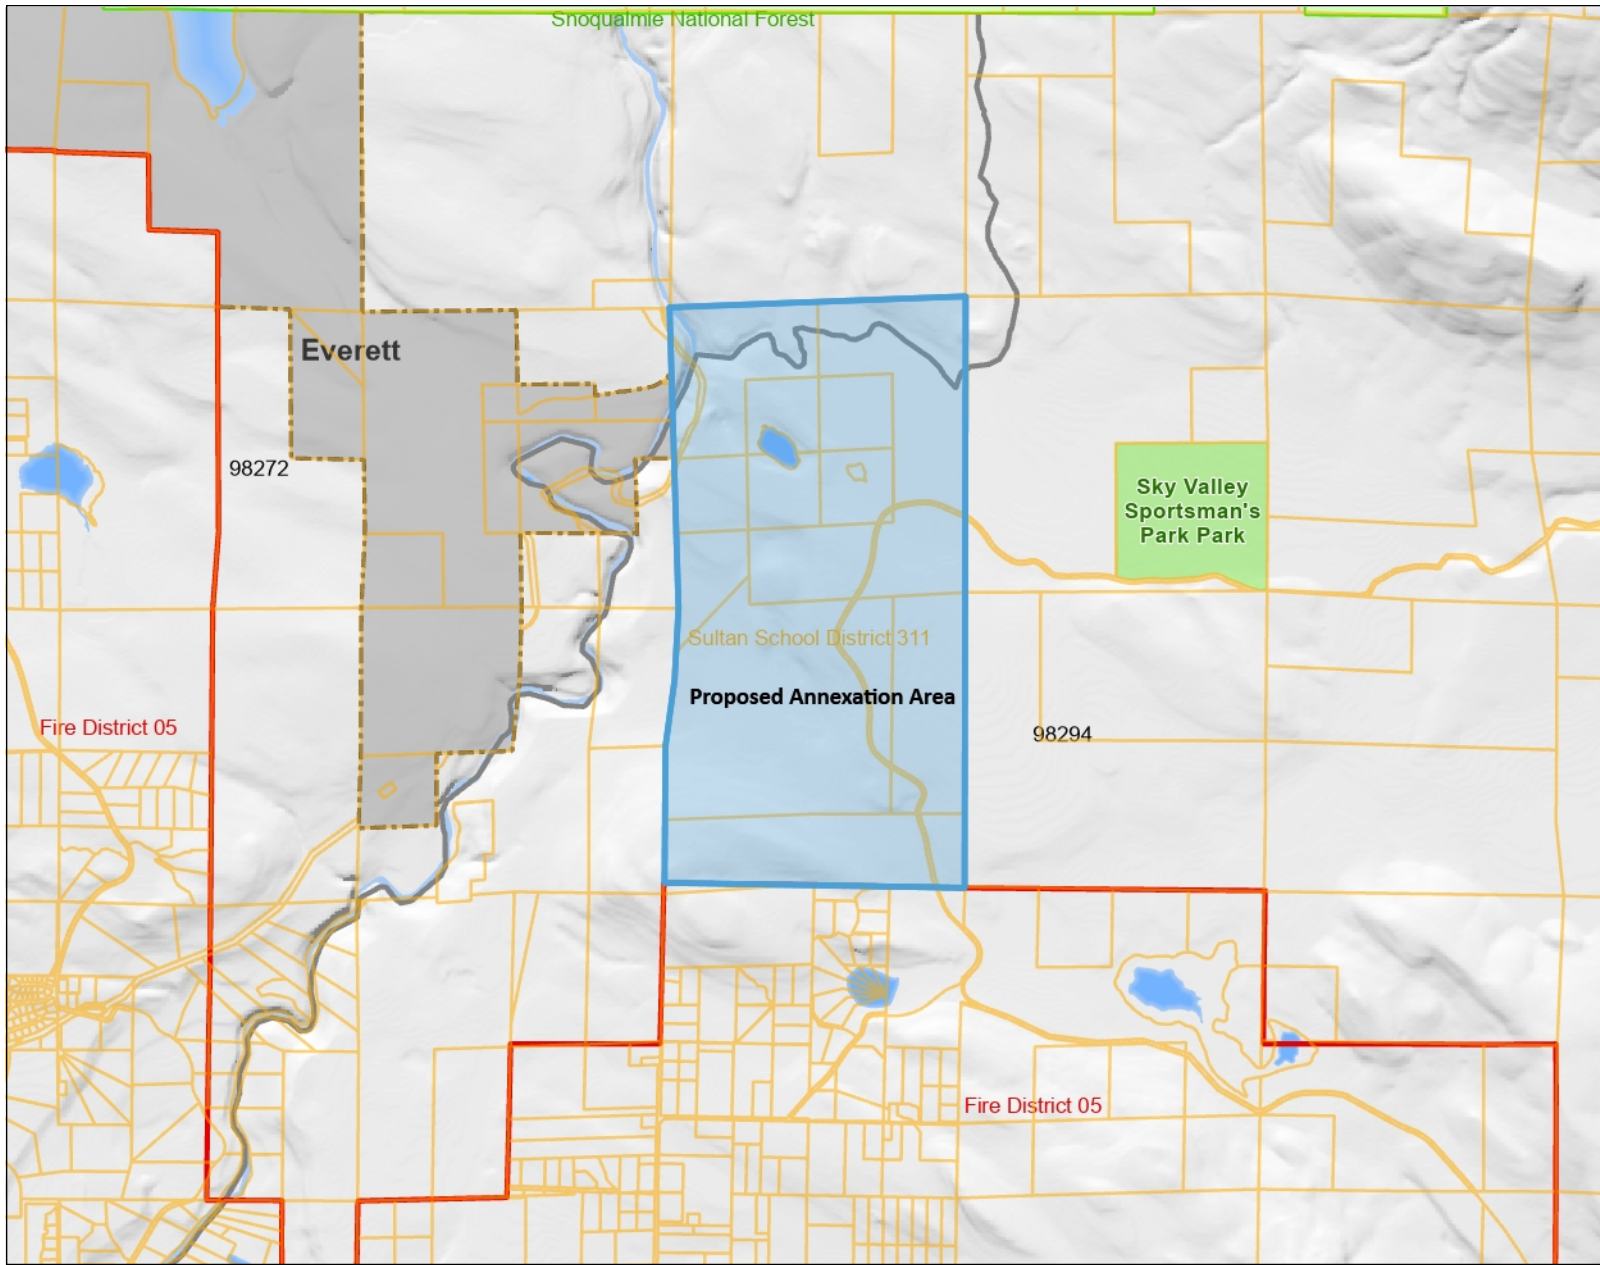 Snoqualmie National Forest
Everett
98272
Sky Valley
Sportsman's
Park Park
Sultan School District 311
Proposed Annexation Area
Fire District 05
98294
Fire District 05